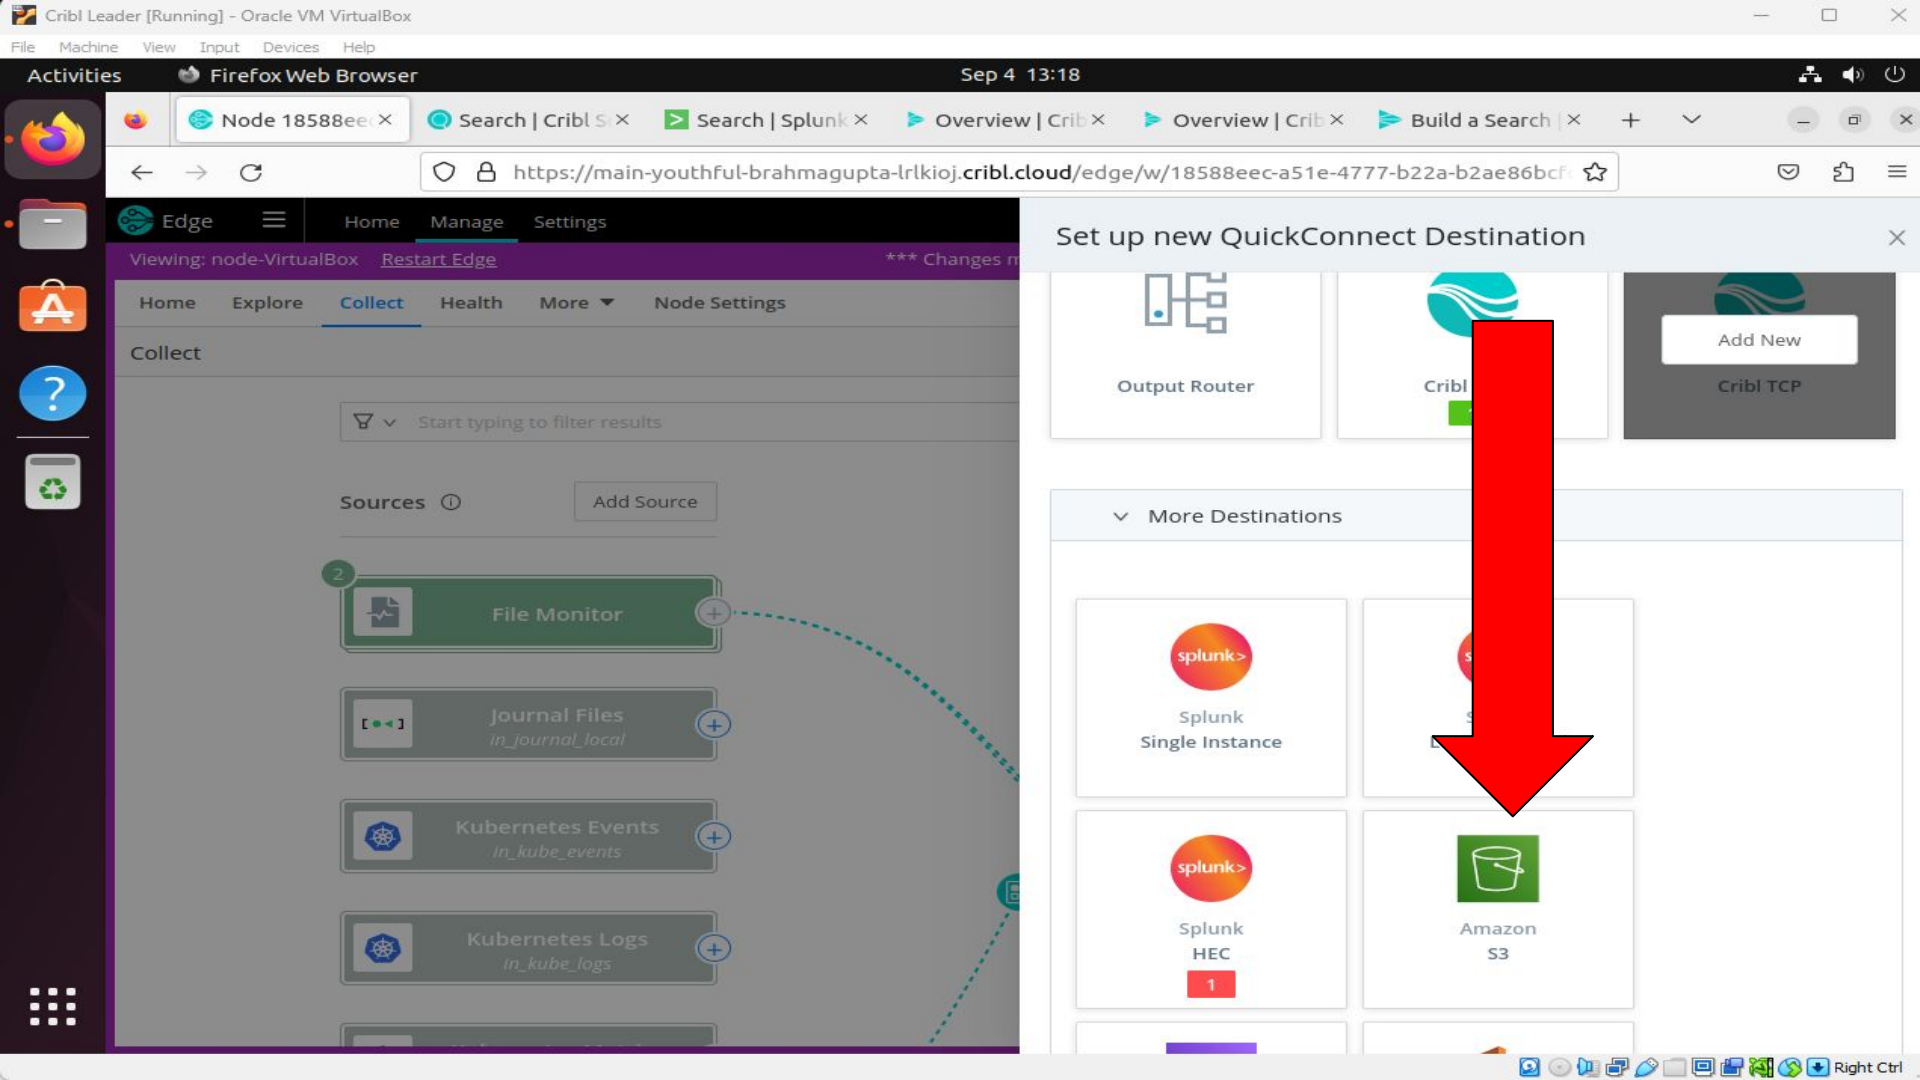 Cribl Leader [Running] - Oracle VM VirtualBox
File Machine View Input Devices Help
Activities Firefox Web Browser Sep 4 13:18
Node 18588eec Search | Cribl S Search | Splunk Overview | Crib Overview | Crib Build a Search |
https://main-youthful-brahmagupta-lrlkioj.cribl.cloud/edge/w/18588eec-a51e-4777-b22a-b2ae86bcf
Edge Home Manage Settings
Viewing: node-VirtualBox Restart Edge *** Changes
Home Explore Collect Health More Node Settings
Collect
Start typing to filter results
Sources Add Source
2
File Monitor
Journal Files
in_journal_local
Kubernetes Events
in_kube_events
Kubernetes Logs
in_kube_logs
Set up new QuickConnect Destination
Output Router
Cribl
Add New
Cribl TCP
More Destinations
splunk>
Splunk
Single Instance
splunk>
Splunk
HEC
1
Amazon
S3
Right Ctrl